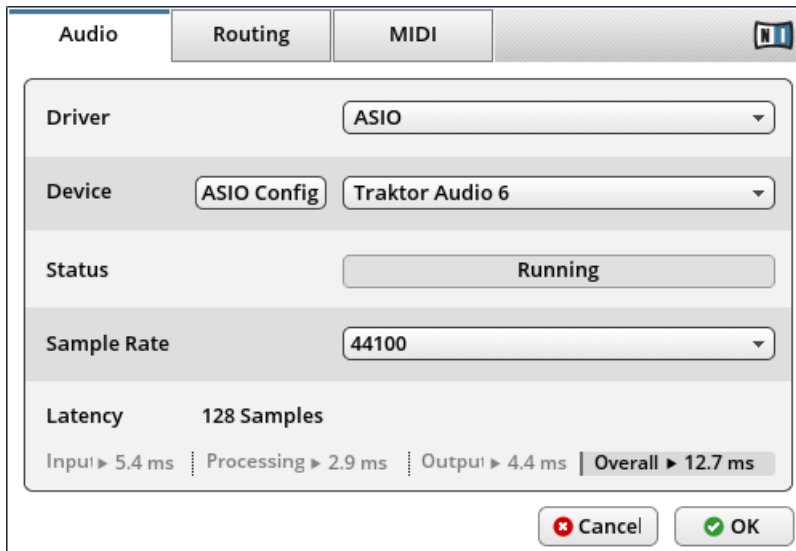 Audio Routing MIDI NI
Driver ASIO
Device ASIO Config Traktor Audio 6
Status Running
Sample Rate 44100
Latency 128 Samples
Input ▸ 5.4 ms Processing ▸ 2.9 ms Output ▸ 4.4 ms Overall ▸ 12.7 ms
Cancel OK